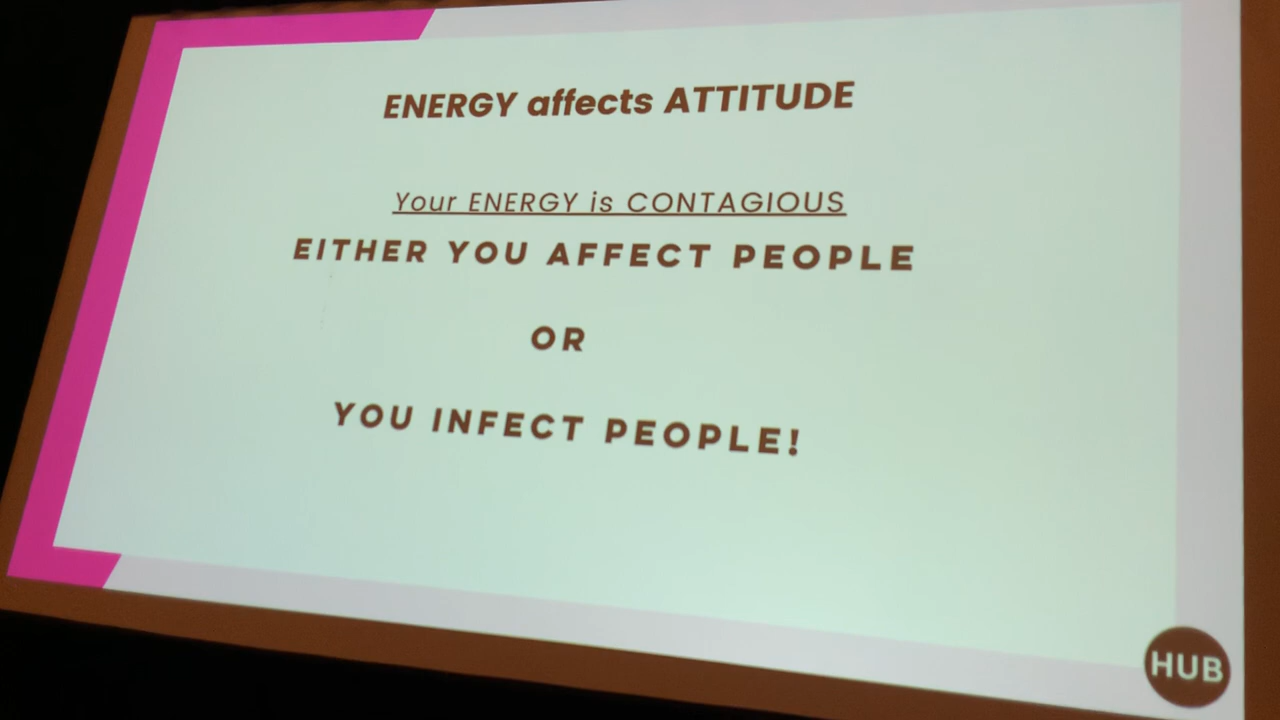 ENERGY affects ATTITUDE
Your ENERGY is CONTAGIOUS
EITHER YOU AFFECT PEOPLE
OR
YOU INFECT PEOPLE!
HUB